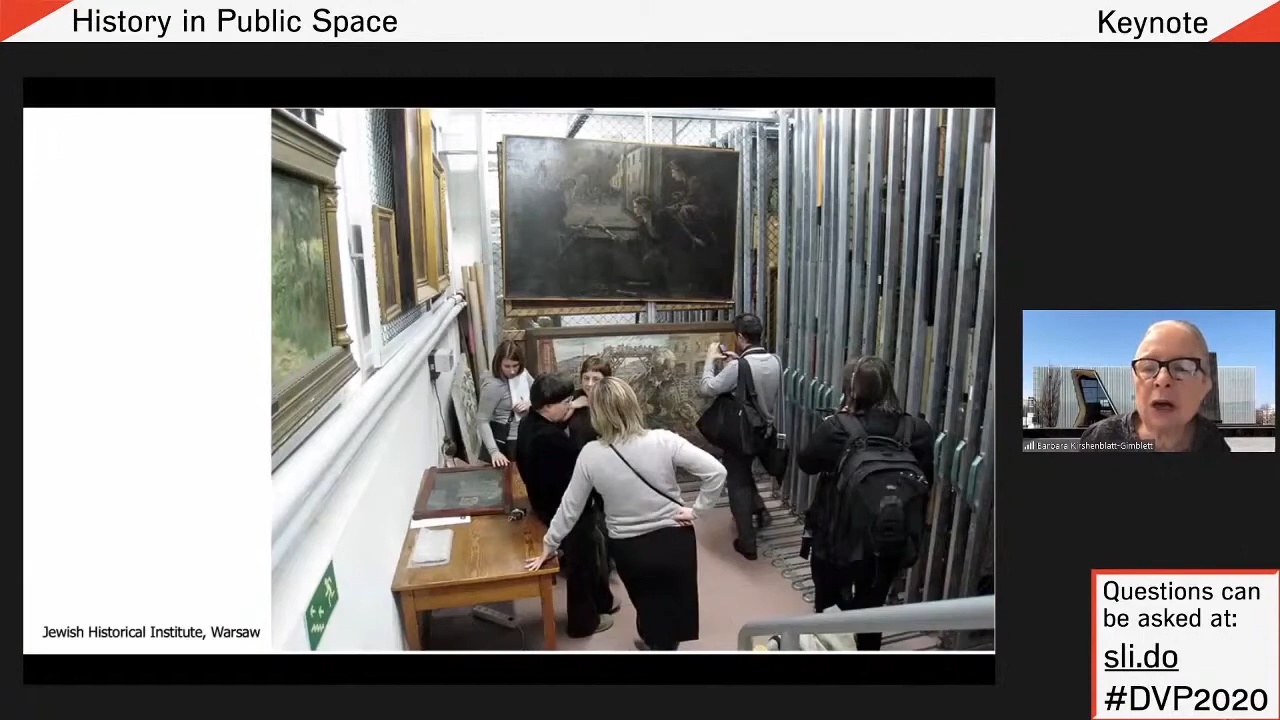 History in Public Space
Keynote
Jewish Historical Institute, Warsaw
Barbara Kirshenblatt-Gimblett
Questions can
be asked at:
sli.do
#DVP2020